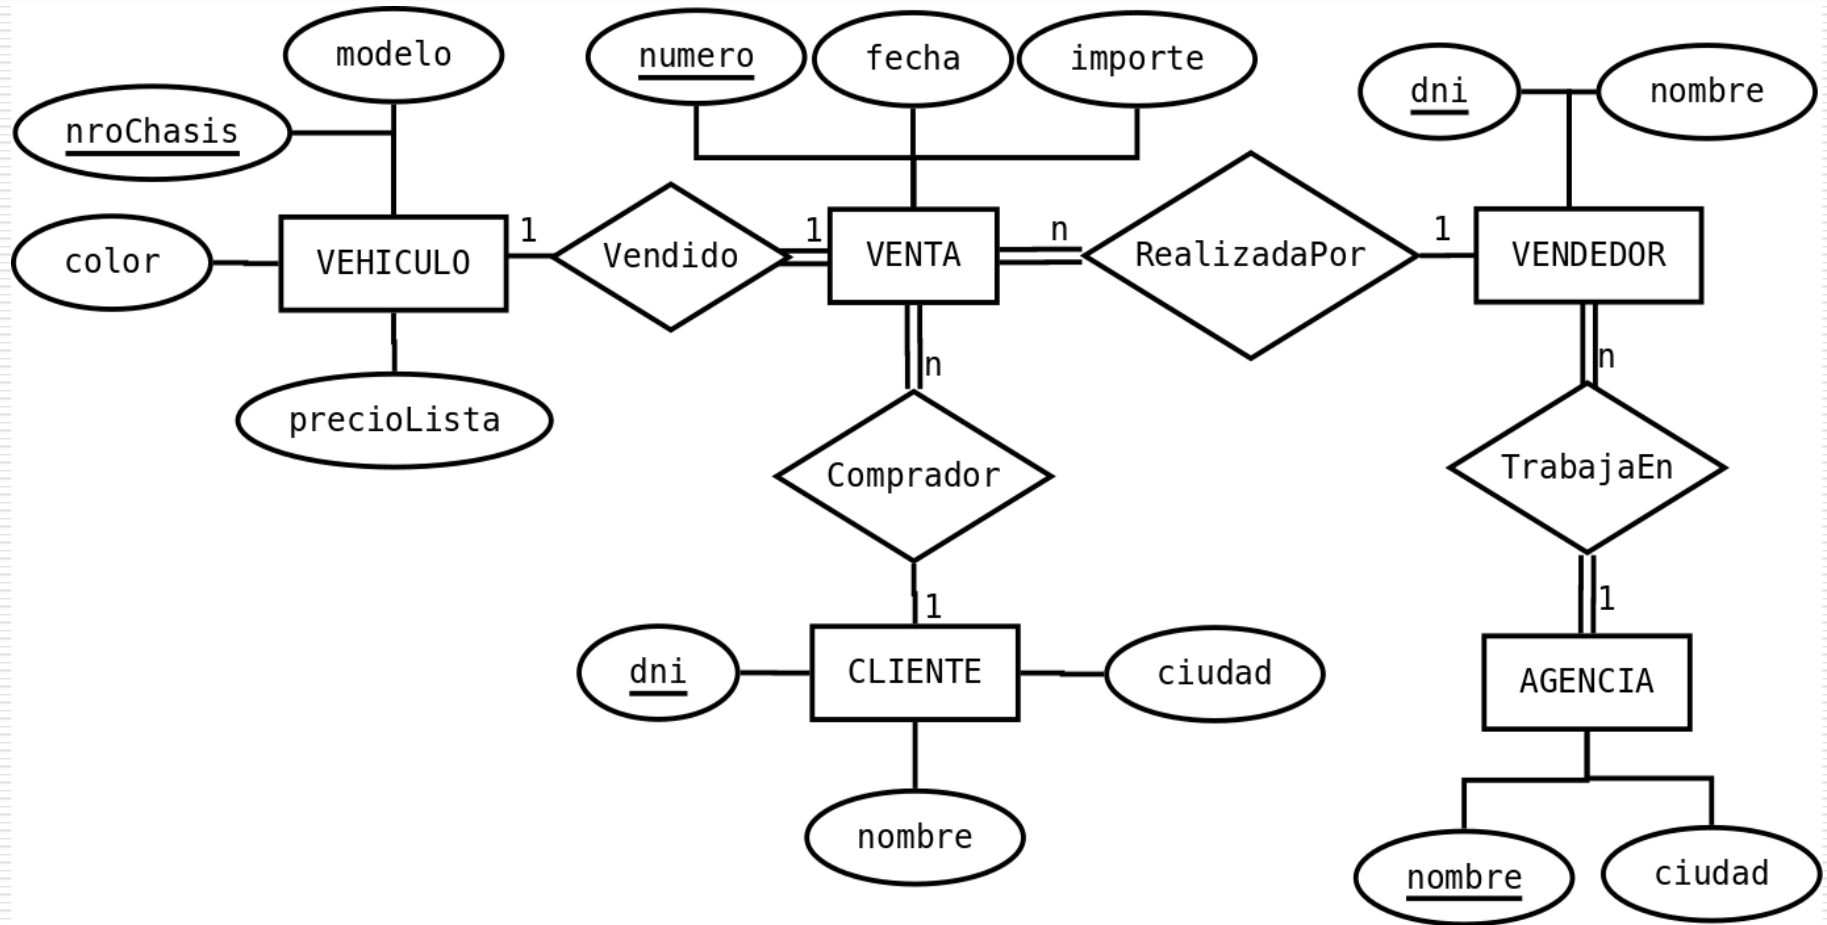 modelo
numero
fecha
importe
dni
nombre
nroChasis
color
VEHICULO
1
Vendido
1
VENTA
n
RealizadaPor
1
VENDEDOR
precioLista
n
n
Comprador
TrabajaEn
1
1
dni
CLIENTE
ciudad
AGENCIA
nombre
nombre
ciudad